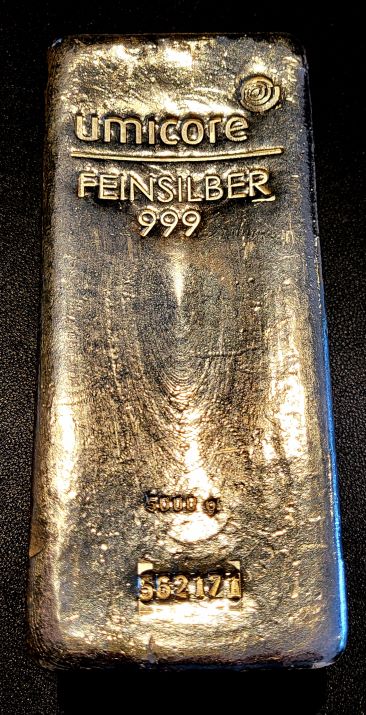 umicore
FEINSILBER
999
5000 g
562171